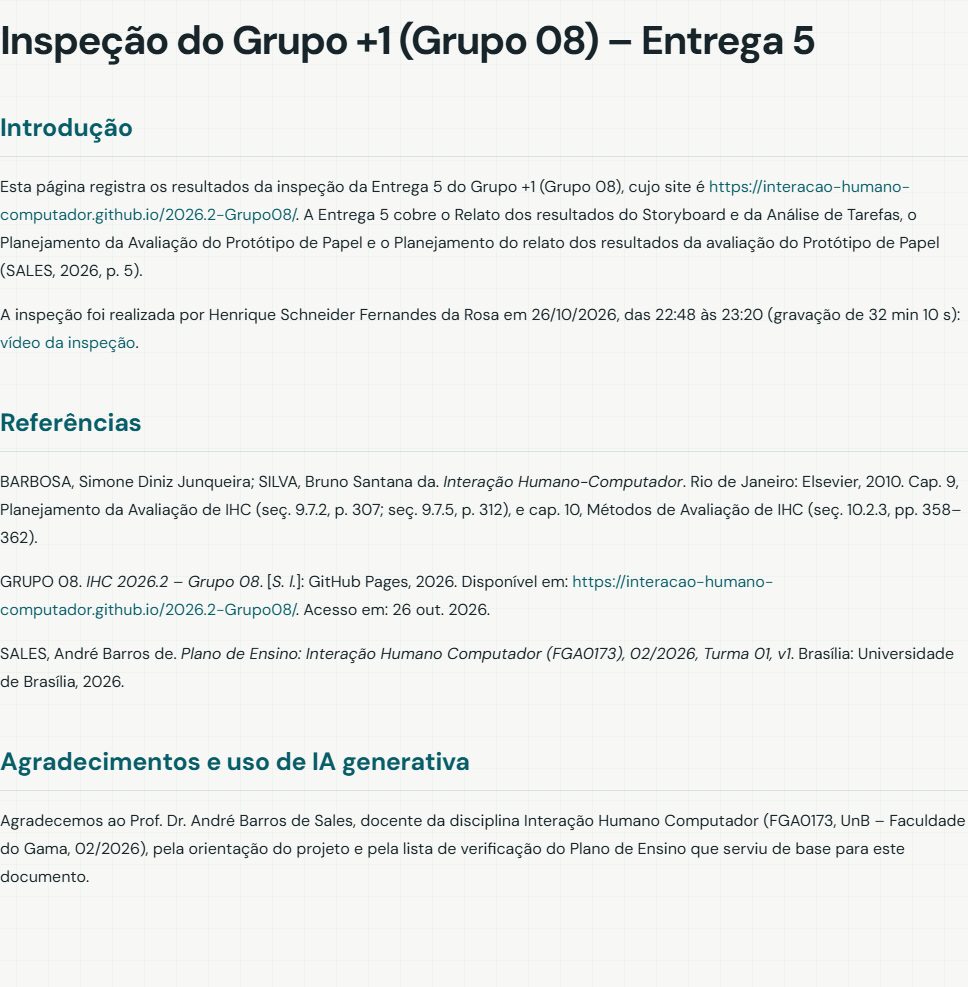 Inspeção do Grupo +1 (Grupo 08) – Entrega 5
Introdução
Esta página registra os resultados da inspeção da Entrega 5 do Grupo +1 (Grupo 08), cujo site é https://interacao-humano-
computador.github.io/2026.2-Grupo08/. A Entrega 5 cobre o Relato dos resultados do Storyboard e da Análise de Tarefas, o
Planejamento da Avaliação do Protótipo de Papel e o Planejamento do relato dos resultados da avaliação do Protótipo de Papel
(SALES, 2026, p. 5).
A inspeção foi realizada por Henrique Schneider Fernandes da Rosa em 26/10/2026, das 22:48 às 23:20 (gravação de 32 min 10 s):
vídeo da inspeção.
Referências
BARBOSA, Simone Diniz Junqueira; SILVA, Bruno Santana da. Interação Humano-Computador. Rio de Janeiro: Elsevier, 2010. Cap. 9,
Planejamento da Avaliação de IHC (seç. 9.7.2, p. 307; seç. 9.7.5, p. 312), e cap. 10, Métodos de Avaliação de IHC (seç. 10.2.3, pp. 358–
362).
GRUPO 08. IHC 2026.2 – Grupo 08. [S. l.]: GitHub Pages, 2026. Disponível em: https://interacao-humano-
computador.github.io/2026.2-Grupo08/. Acesso em: 26 out. 2026.
SALES, André Barros de. Plano de Ensino: Interação Humano Computador (FGA0173), 02/2026, Turma 01, v1. Brasília: Universidade
de Brasília, 2026.
Agradecimentos e uso de IA generativa
Agradecemos ao Prof. Dr. André Barros de Sales, docente da disciplina Interação Humano Computador (FGA0173, UnB – Faculdade
do Gama, 02/2026), pela orientação do projeto e pela lista de verificação do Plano de Ensino que serviu de base para este
documento.